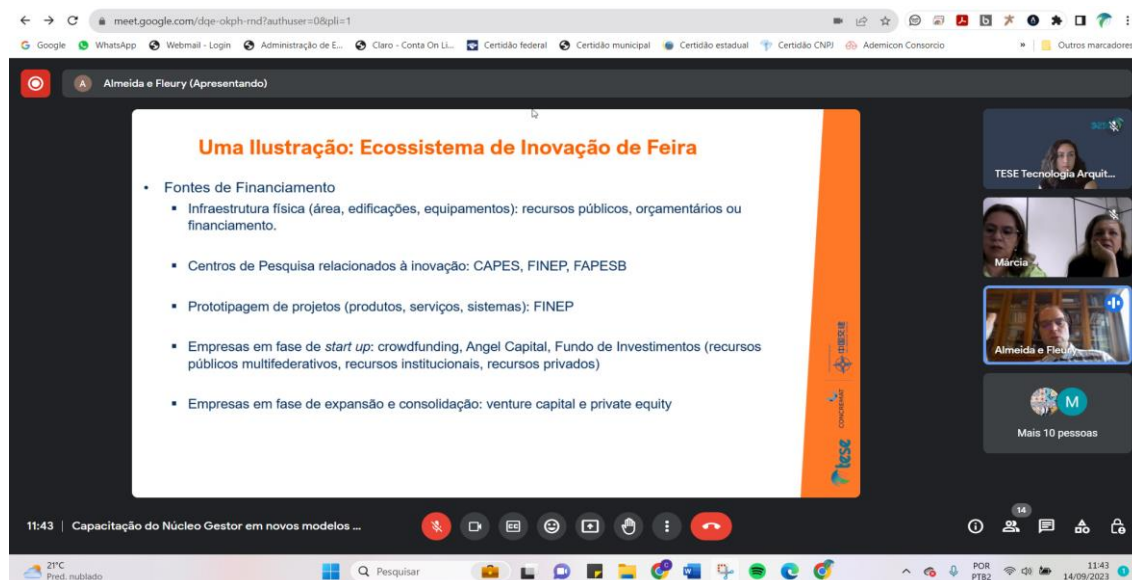 meet.google.com/dqe-okph-rnd?authuser=0&pli=1
Google WhatsApp Webmail - Login Administração de E... Claro - Conta On Li... Certidão federal Certidão municipal Certidão estadual Certidão CNPJ Ademicon Consorcio » Outros marcadores
A Almeida e Fleury (Apresentando)
Uma Ilustração: Ecossistema de Inovação de Feira
• Fontes de Financiamento
▪ Infraestrutura física (área, edificações, equipamentos): recursos públicos, orçamentários ou
financiamento.
▪ Centros de Pesquisa relacionados à inovação: CAPES, FINEP, FAPESB
▪ Prototipagem de projetos (produtos, serviços, sistemas): FINEP
▪ Empresas em fase de start up: crowdfunding, Angel Capital, Fundo de Investimentos (recursos
públicos multifederativos, recursos institucionais, recursos privados)
▪ Empresas em fase de expansão e consolidação: venture capital e private equity
tese CONCREMAT 中国交建
TESE Tecnologia Arquit...
Márcia
Almeida e Fleury
M
Mais 10 pessoas
11:43 | Capacitação do Núcleo Gestor em novos modelos ...
14
21°C
Pred. nublado
Pesquisar
POR
PTB2
11:43
14/09/2023
1